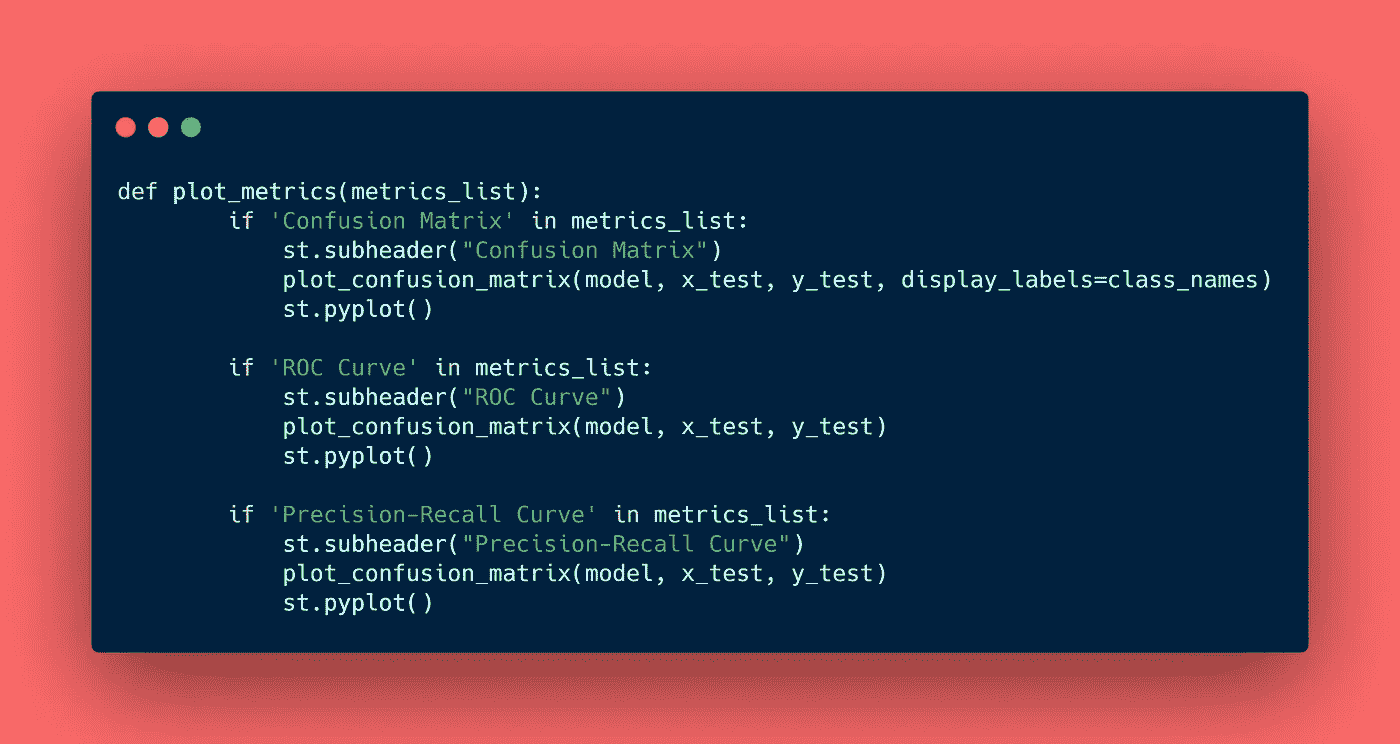 def plot_metrics(metrics_list):
        if 'Confusion Matrix' in metrics_list:
            st.subheader("Confusion Matrix")
            plot_confusion_matrix(model, x_test, y_test, display_labels=class_names)
            st.pyplot()

        if 'ROC Curve' in metrics_list:
            st.subheader("ROC Curve")
            plot_confusion_matrix(model, x_test, y_test)
            st.pyplot()

        if 'Precision-Recall Curve' in metrics_list:
            st.subheader("Precision-Recall Curve")
            plot_confusion_matrix(model, x_test, y_test)
            st.pyplot()